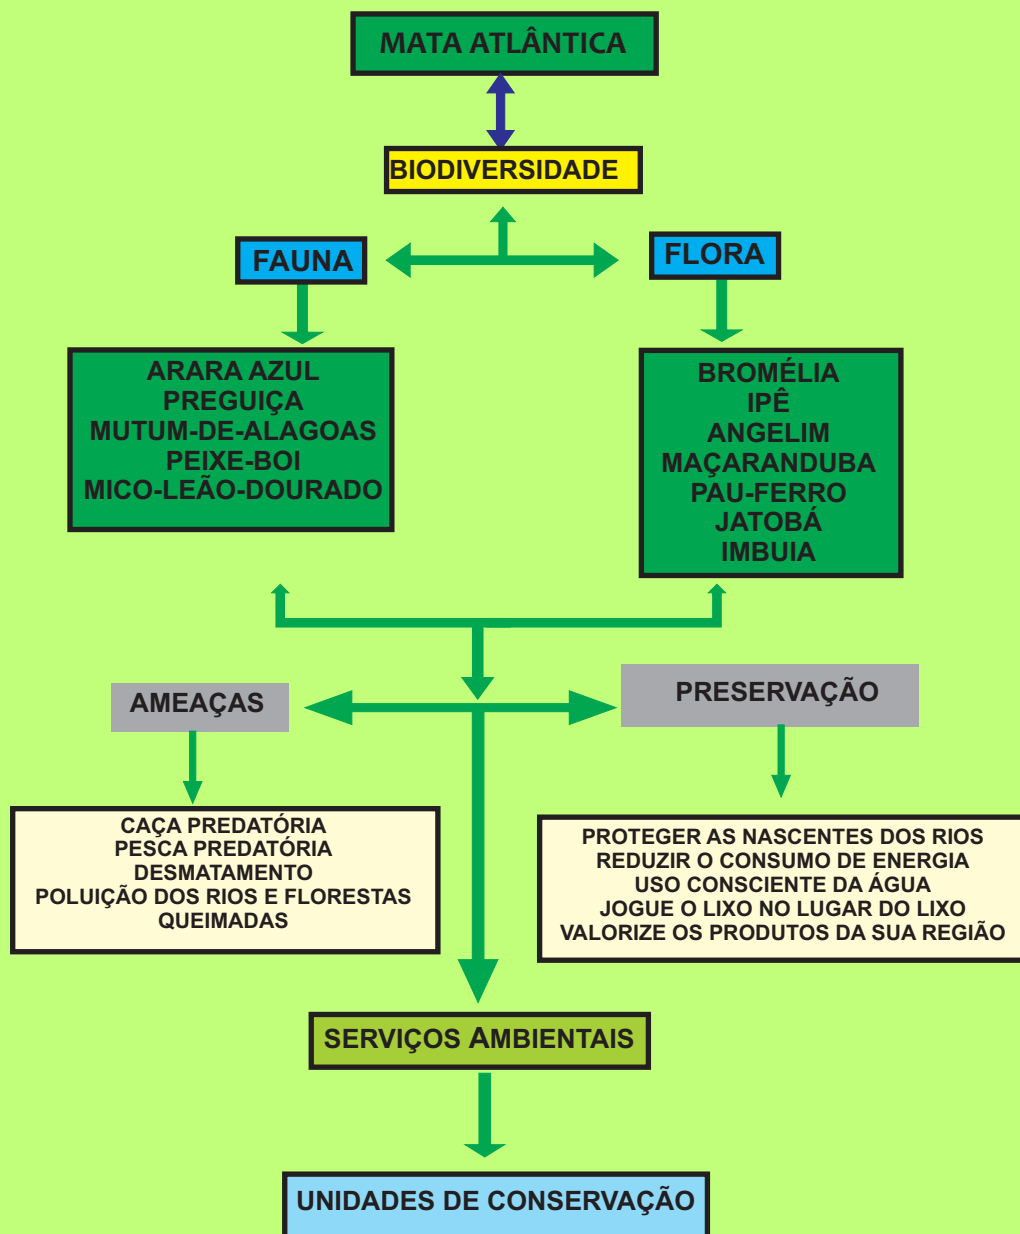 MATA ATLÂNTICA
BIODIVERSIDADE
FAUNA
FLORA
ARARA AZUL
PREGUIÇA
MUTUM-DE-ALAGOAS
PEIXE-BOI
MICO-LEÃO-DOURADO
BROMÉLIA
IPÊ
ANGELIM
MAÇARANDUBA
PAU-FERRO
JATOBÁ
IMBUIA
AMEAÇAS
PRESERVAÇÃO
CAÇA PREDATÓRIA
PESCA PREDATÓRIA
DESMATAMENTO
POLUIÇÃO DOS RIOS E FLORESTAS
QUEIMADAS
PROTEGER AS NASCENTES DOS RIOS
REDUZIR O CONSUMO DE ENERGIA
USO CONSCIENTE DA ÁGUA
JOGUE O LIXO NO LUGAR DO LIXO
VALORIZE OS PRODUTOS DA SUA REGIÃO
SERVIÇOS AMBIENTAIS
UNIDADES DE CONSERVAÇÃO